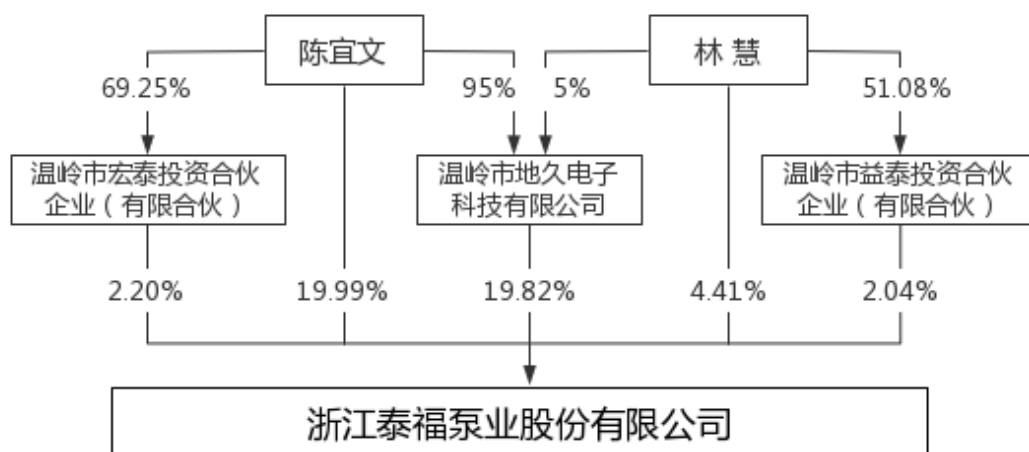 陈宜文
林 慧
69.25%
95%
5%
51.08%
温岭市宏泰投资合伙
企业（有限合伙）
温岭市地久电子
科技有限公司
温岭市益泰投资合伙
企业（有限合伙）
2.20%
19.99%
19.82%
4.41%
2.04%
浙江泰福泵业股份有限公司